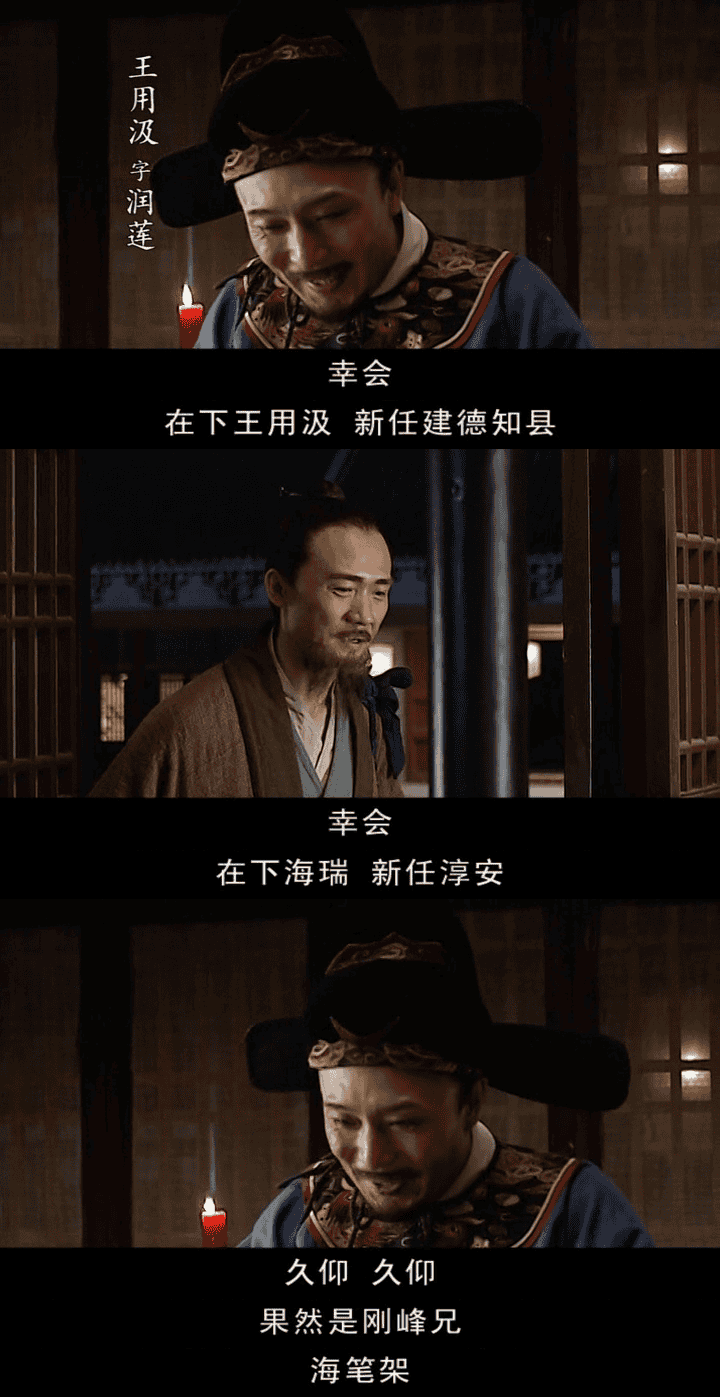 王用汲 字 润莲
幸会
在下王用汲 新任建德知县
幸会
在下海瑞 新任淳安
久仰 久仰
果然是刚峰兄
海笔架